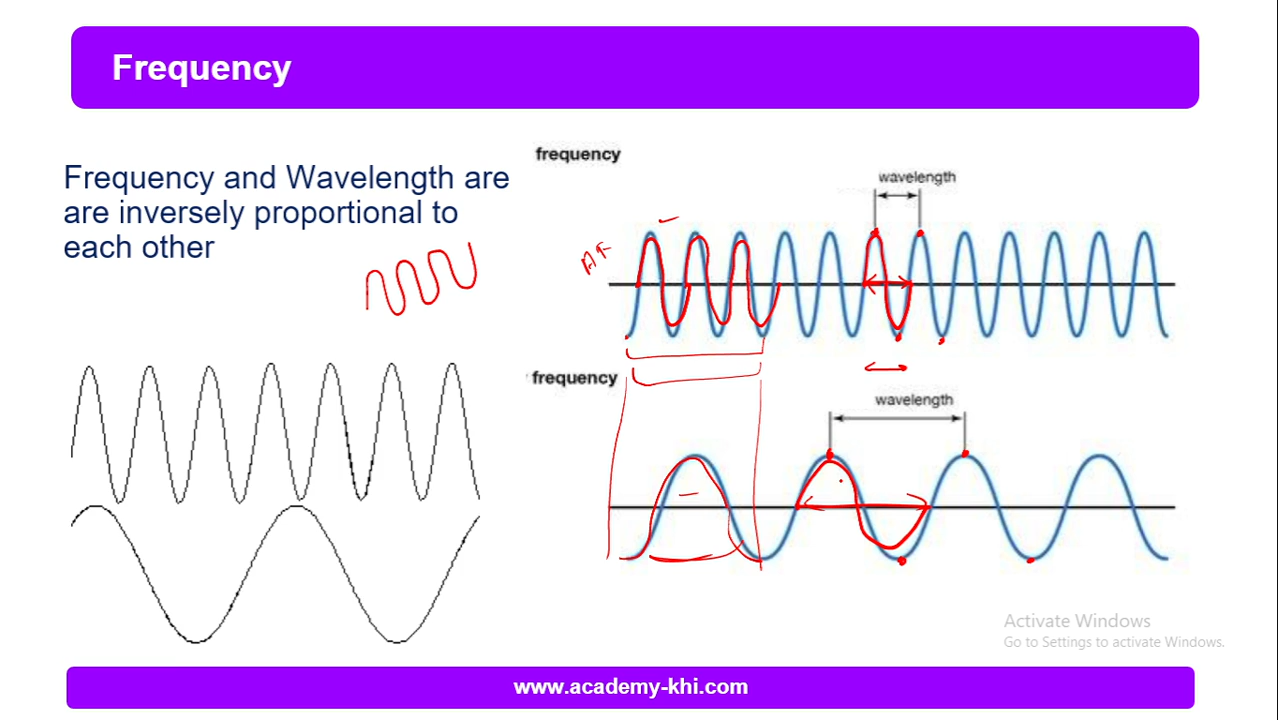 Frequency
Frequency and Wavelength are
are inversely proportional to
each other
frequency
wavelength
frequency
wavelength
Activate Windows
Go to Settings to activate Windows.
www.academy-khi.com